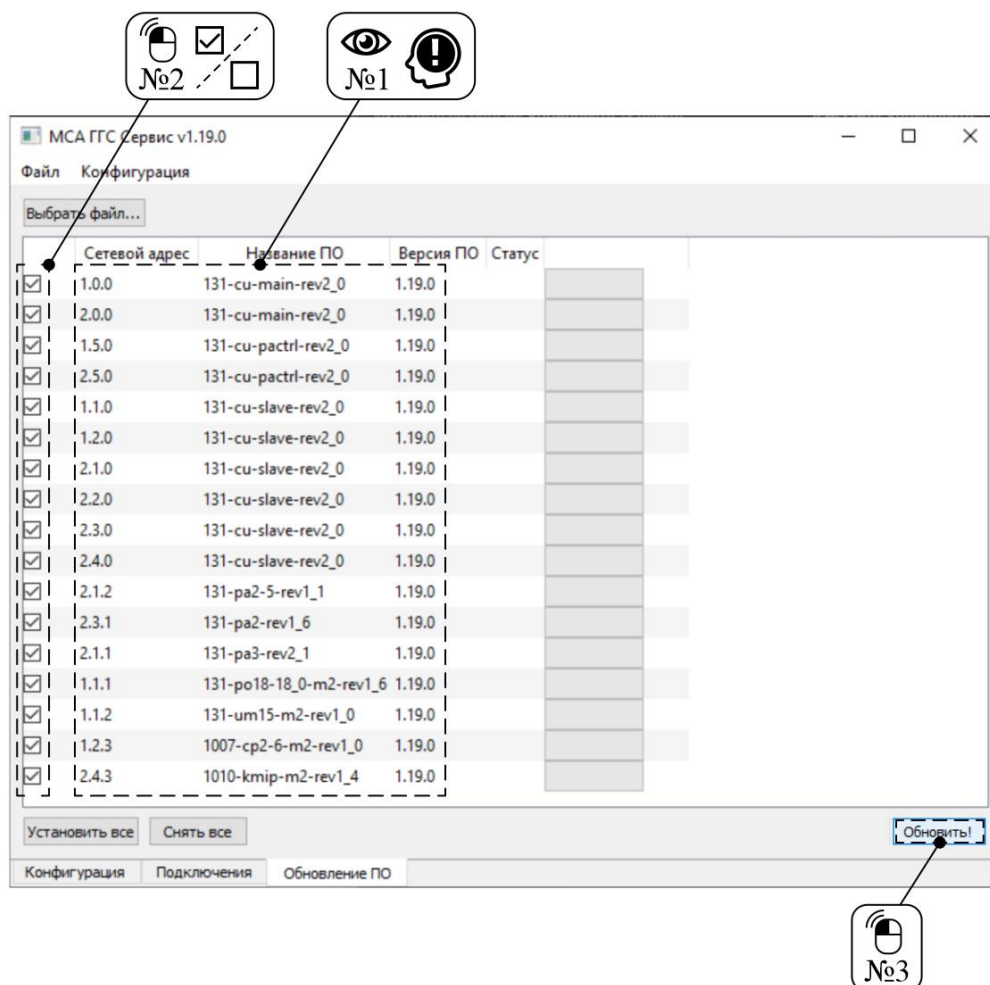 №2
№1
МСА ГГС Сервис v1.19.0
Файл Конфигурация
Выбрать файл...
Сетевой адрес Название ПО Версия ПО Статус
1.0.0 131-cu-main-rev2_0 1.19.0
2.0.0 131-cu-main-rev2_0 1.19.0
1.5.0 131-cu-pactrl-rev2_0 1.19.0
2.5.0 131-cu-pactrl-rev2_0 1.19.0
1.1.0 131-cu-slave-rev2_0 1.19.0
1.2.0 131-cu-slave-rev2_0 1.19.0
2.1.0 131-cu-slave-rev2_0 1.19.0
2.2.0 131-cu-slave-rev2_0 1.19.0
2.3.0 131-cu-slave-rev2_0 1.19.0
2.4.0 131-cu-slave-rev2_0 1.19.0
2.1.2 131-pa2-5-rev1_1 1.19.0
2.3.1 131-pa2-rev1_6 1.19.0
2.1.1 131-pa3-rev2_1 1.19.0
1.1.1 131-po18-18_0-m2-rev1_6 1.19.0
1.1.2 131-um15-m2-rev1_0 1.19.0
1.2.3 1007-cp2-6-m2-rev1_0 1.19.0
2.4.3 1010-kmip-m2-rev1_4 1.19.0
Установить все Снять все Обновить!
Конфигурация Подключения Обновление ПО
№3